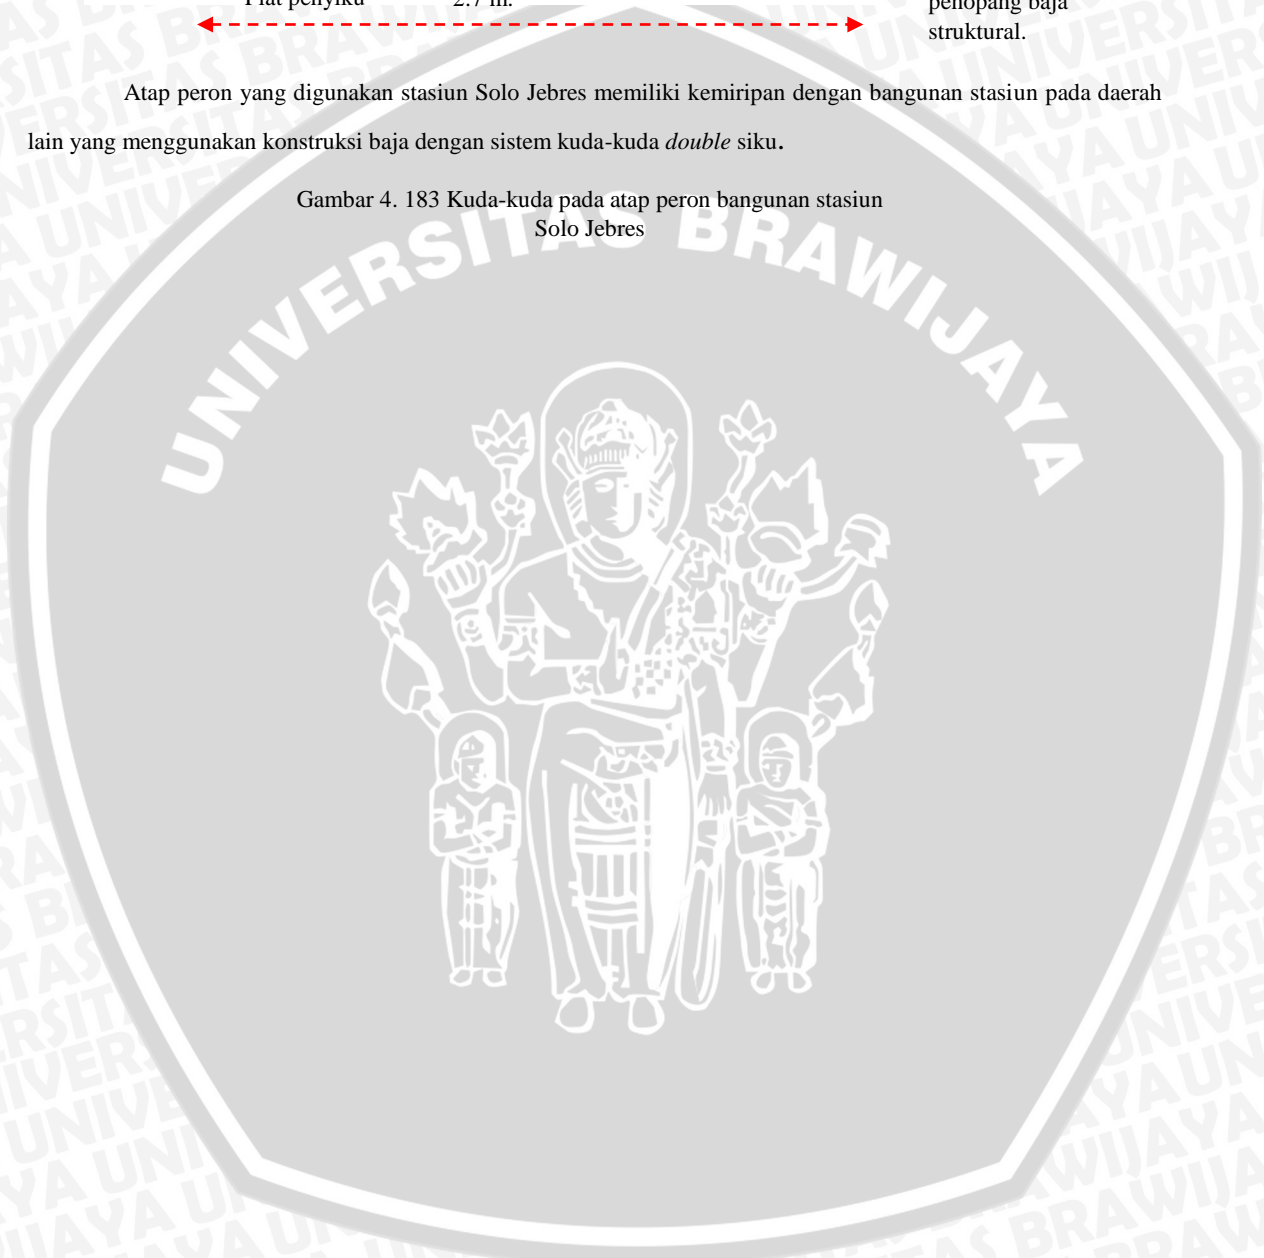 Plat penyiku 2.7 m. penopang baja
struktural.
Atap peron yang digunakan stasiun Solo Jebres memiliki kemiripan dengan bangunan stasiun pada daerah
lain yang menggunakan konstruksi baja dengan sistem kuda-kuda double siku.
Gambar 4. 183 Kuda-kuda pada atap peron bangunan stasiun
Solo Jebres
UNIVERSITAS BRAWIJAYA